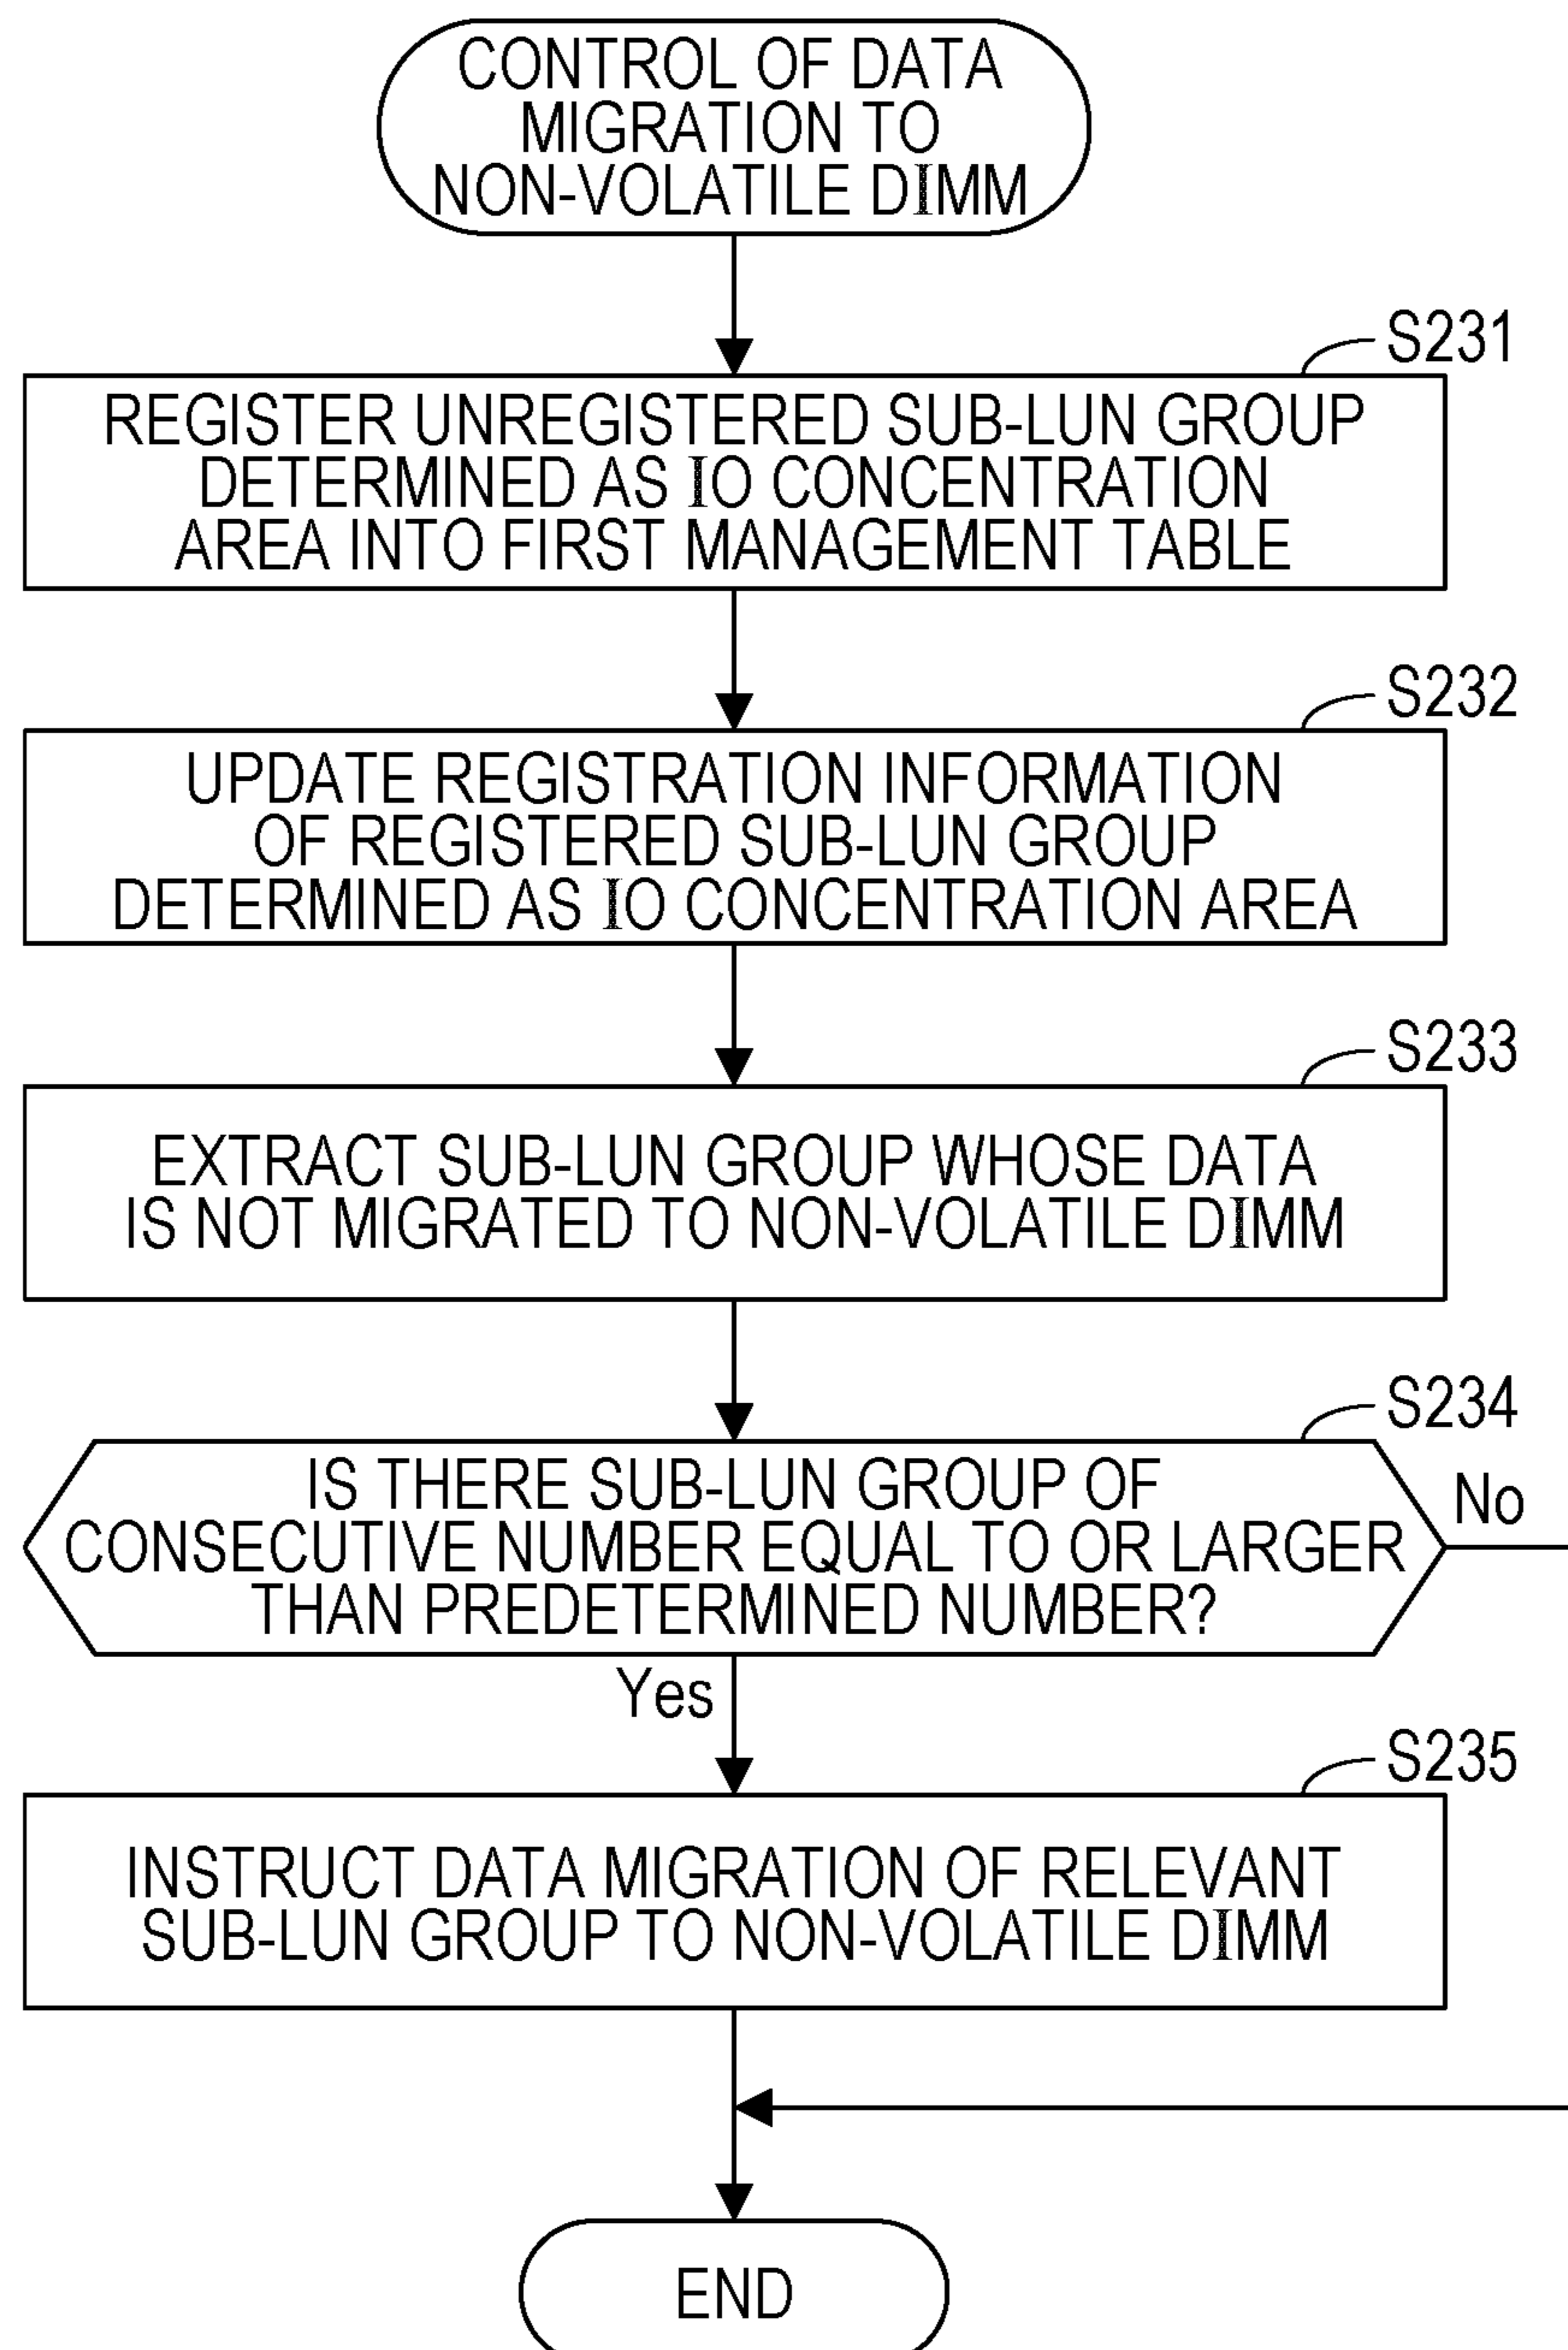 CONTROL OF DATA
MIGRATION TO
NON-VOLATILE DIMM
S231
REGISTER UNREGISTERED SUB-LUN GROUP
DETERMINED AS IO CONCENTRATION
AREA INTO FIRST MANAGEMENT TABLE
S232
UPDATE REGISTRATION INFORMATION
OF REGISTERED SUB-LUN GROUP
DETERMINED AS IO CONCENTRATION AREA
S233
EXTRACT SUB-LUN GROUP WHOSE DATA
IS NOT MIGRATED TO NON-VOLATILE DIMM
S234
IS THERE SUB-LUN GROUP OF
CONSECUTIVE NUMBER EQUAL TO OR LARGER
THAN PREDETERMINED NUMBER?
No
Yes
S235
INSTRUCT DATA MIGRATION OF RELEVANT
SUB-LUN GROUP TO NON-VOLATILE DIMM
END